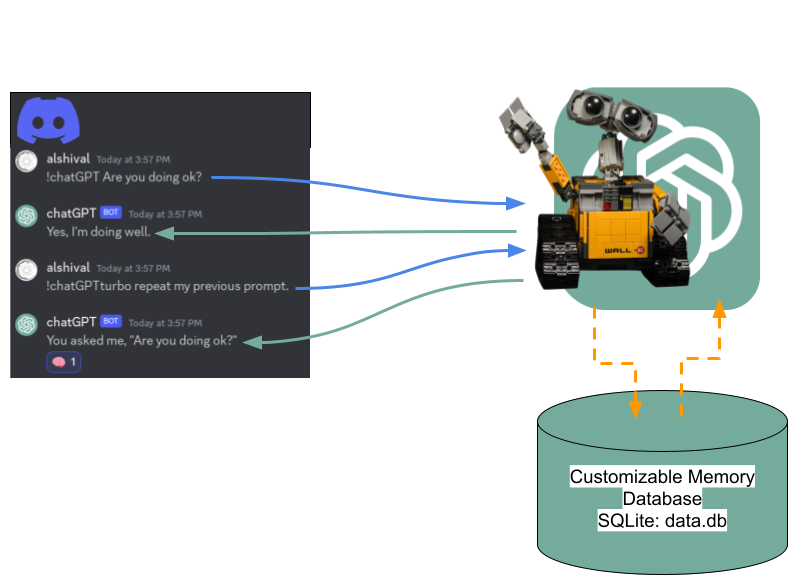 alshival Today at 3:57 PM
!chatGPT Are you doing ok?
chatGPT BOT Today at 3:57 PM
Yes, I'm doing well.
alshival Today at 3:57 PM
!chatGPTturbo repeat my previous prompt.
chatGPT BOT Today at 3:57 PM
You asked me, "Are you doing ok?"
🧠 1
WALL·E
Customizable Memory
Database
SQLite: data.db